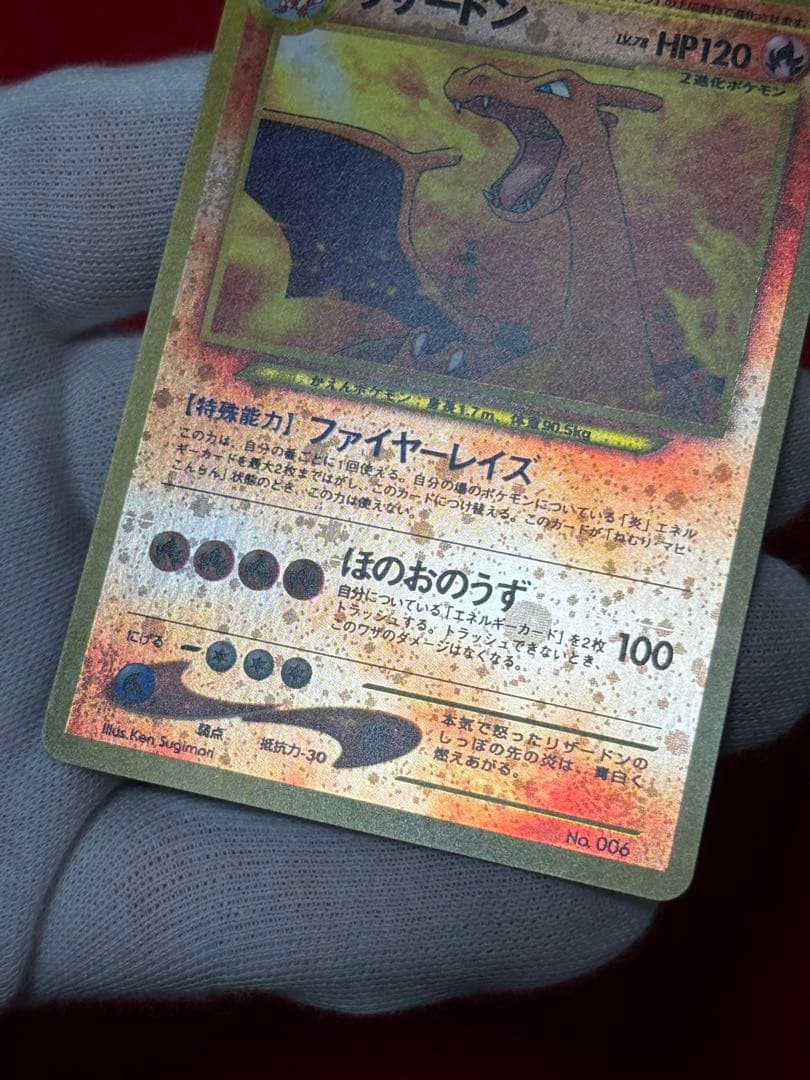 リザードン
LV.78 HP120
2進化ポケモン
かえんポケモン 身長1.7m、体重90.5kg
【特殊能力】ファイヤーレイズ
この力は、自分の番ごとに1回使える。自分の場のポケモンについている「炎」エネル
ギーカードを最大2枚まではがし、このカードにつけ替える。このカードが「ねむり・マヒ・
こんらん」状態のとき、この力は使えない。
ほのおのうず
自分についている「エネルギーカード」を2枚
トラッシュする。トラッシュできないとき、
このワザのダメージはなくなる。
100
にげる
弱点
抵抗力-30
Illus. Ken Sugimori
本気で怒ったリザードンの
しっぽの先の炎は、青白く
燃えあがる。
No. 006